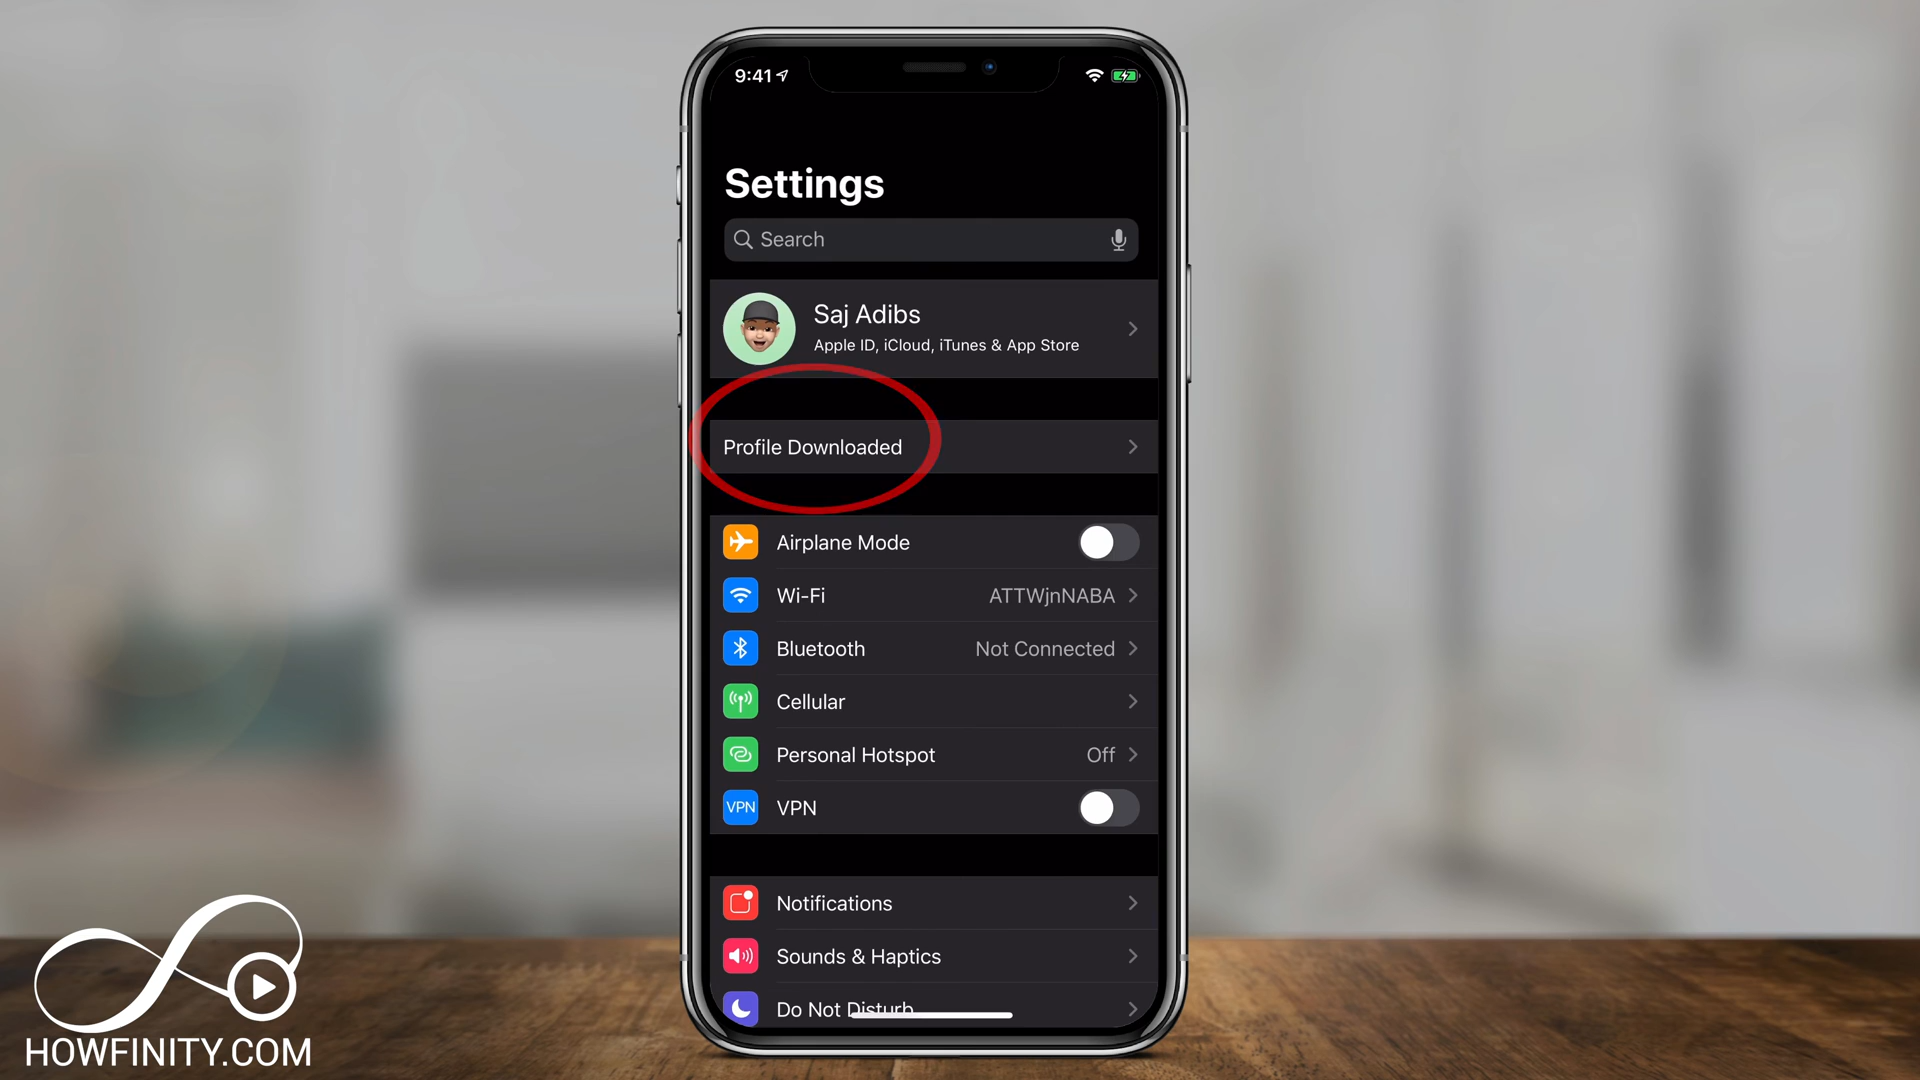 9:41
Settings
Search
Saj Adibs
Apple ID, iCloud, iTunes & App Store
Profile Downloaded
Airplane Mode
Wi-Fi ATTWjnNABA
Bluetooth Not Connected
Cellular
Personal Hotspot Off
VPN VPN
Notifications
Sounds & Haptics
Do Not Disturb
HOWFINITY.COM